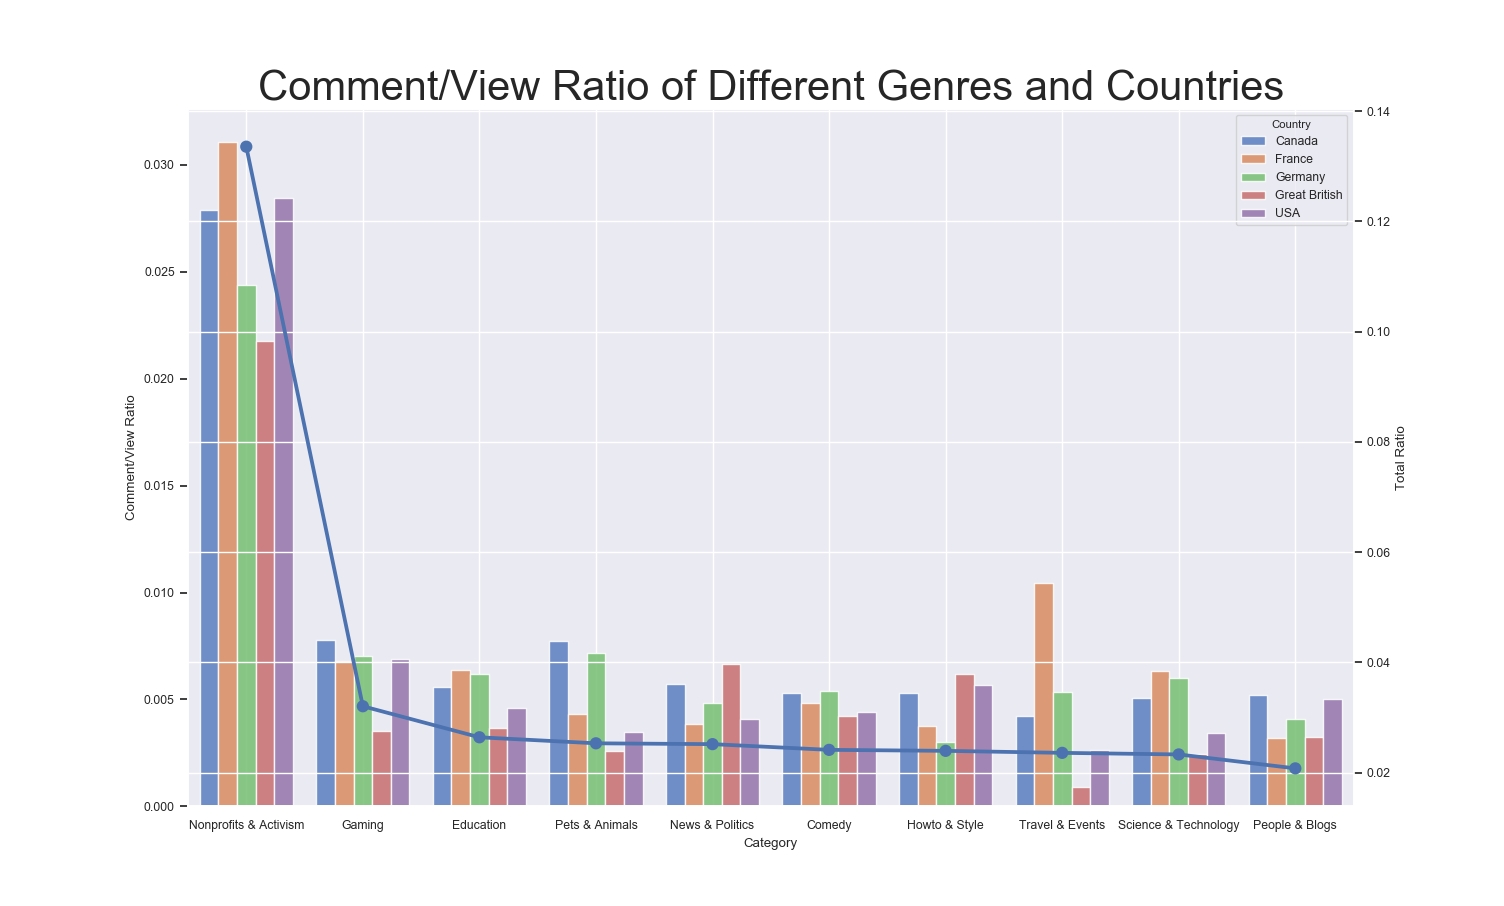 Comment/View Ratio of Different Genres and Countries
Country
Canada
France
Germany
Great British
USA
0.030
0.025
0.020
0.015
0.010
0.005
0.000
Comment/View Ratio
0.14
0.12
0.10
0.08
0.06
0.04
0.02
Total Ratio
Nonprofits & Activism Gaming Education Pets & Animals News & Politics Comedy Howto & Style Travel & Events Science & Technology People & Blogs
Category